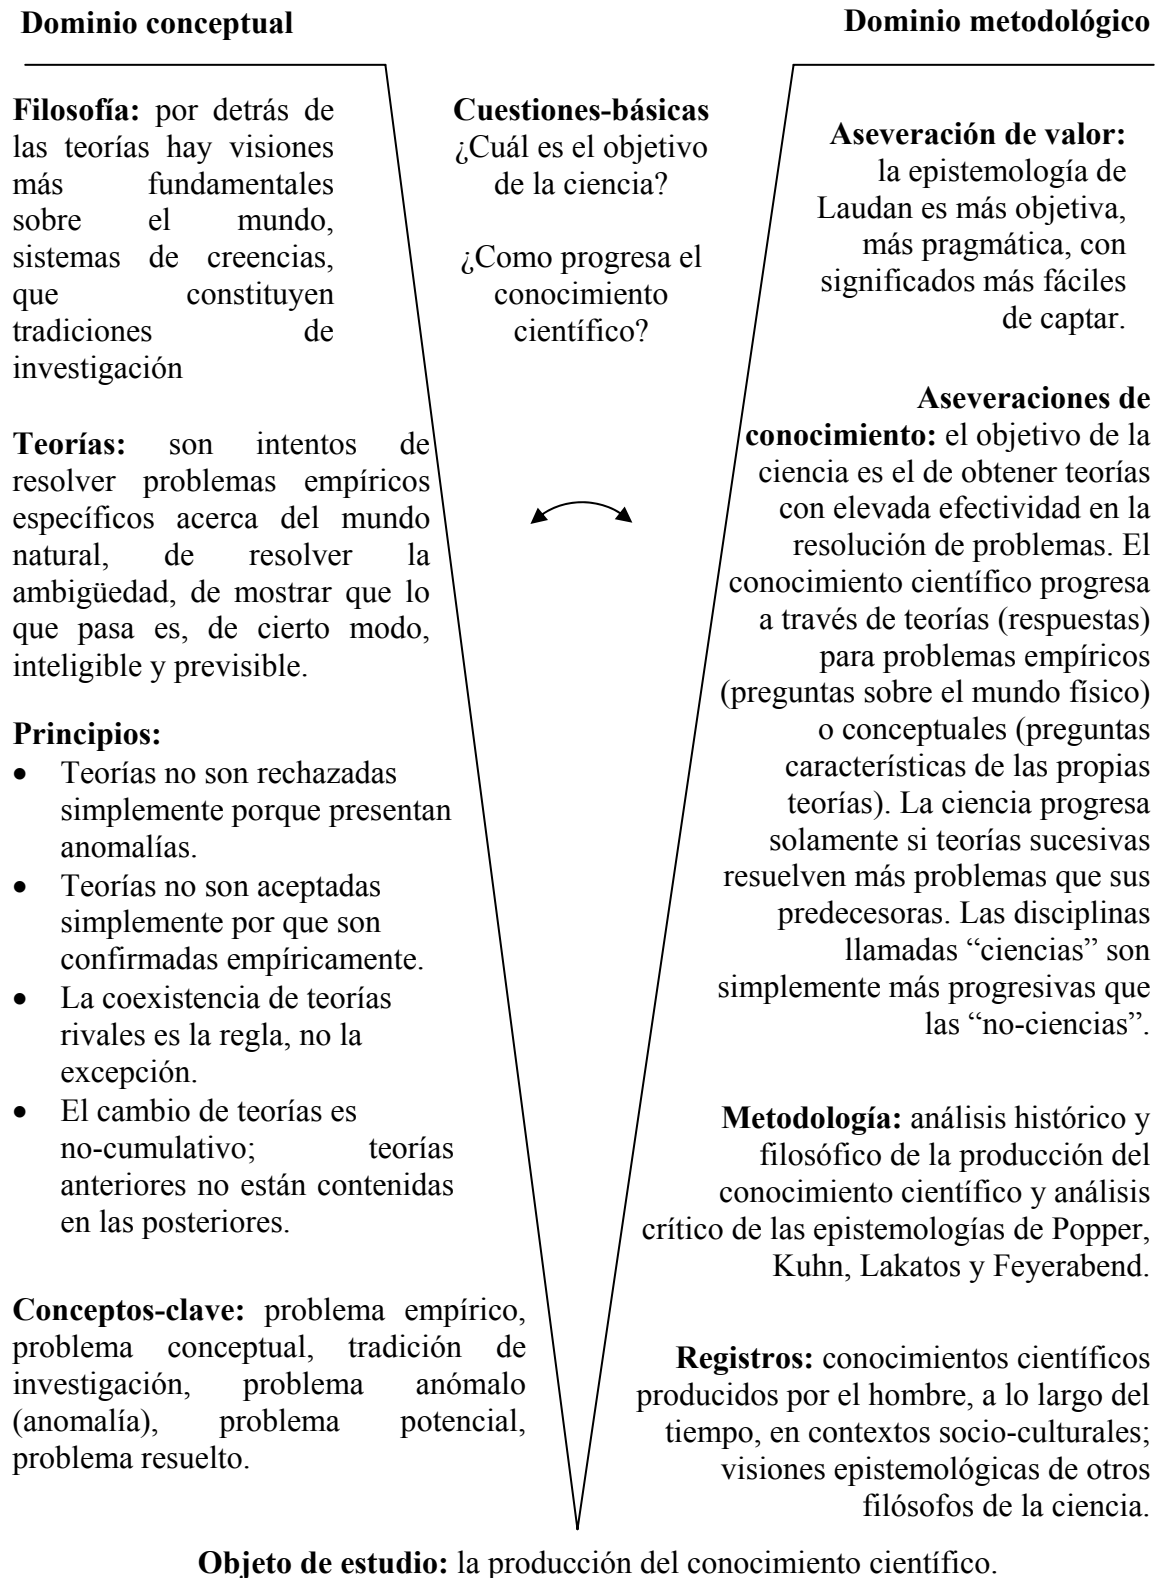 Dominio conceptual
Filosofía: por detrás de
las teorías hay visiones
más fundamentales
sobre el mundo,
sistemas de creencias,
que constituyen
tradiciones de
investigación
Teorías: son intentos de
resolver problemas empíricos
específicos acerca del mundo
natural, de resolver la
ambigüedad, de mostrar que lo
que pasa es, de cierto modo,
inteligible y previsible.
Principios:
• Teorías no son rechazadas
simplemente porque presentan
anomalías.
• Teorías no son aceptadas
simplemente por que son
confirmadas empíricamente.
• La coexistencia de teorías
rivales es la regla, no la
excepción.
• El cambio de teorías es
no-cumulativo; teorías
anteriores no están contenidas
en las posteriores.
Conceptos-clave: problema empírico,
problema conceptual, tradición de
investigación, problema anómalo
(anomalía), problema potencial,
problema resuelto.
Cuestiones-básicas
¿Cuál es el objetivo
de la ciencia?
¿Como progresa el
conocimiento
científico?
Dominio metodológico
Aseveración de valor:
la epistemología de
Laudan es más objetiva,
más pragmática, con
significados más fáciles
de captar.
Aseveraciones de
conocimiento: el objetivo de la
ciencia es el de obtener teorías
con elevada efectividad en la
resolución de problemas. El
conocimiento científico progresa
a través de teorías (respuestas)
para problemas empíricos
(preguntas sobre el mundo físico)
o conceptuales (preguntas
características de las propias
teorías). La ciencia progresa
solamente si teorías sucesivas
resuelven más problemas que sus
predecesoras. Las disciplinas
llamadas “ciencias” son
simplemente más progresivas que
las “no-ciencias”.
Metodología: análisis histórico y
filosófico de la producción del
conocimiento científico y análisis
crítico de las epistemologías de Popper,
Kuhn, Lakatos y Feyerabend.
Registros: conocimientos científicos
producidos por el hombre, a lo largo del
tiempo, en contextos socio-culturales;
visiones epistemológicas de otros
filósofos de la ciencia.
Objeto de estudio: la producción del conocimiento científico.